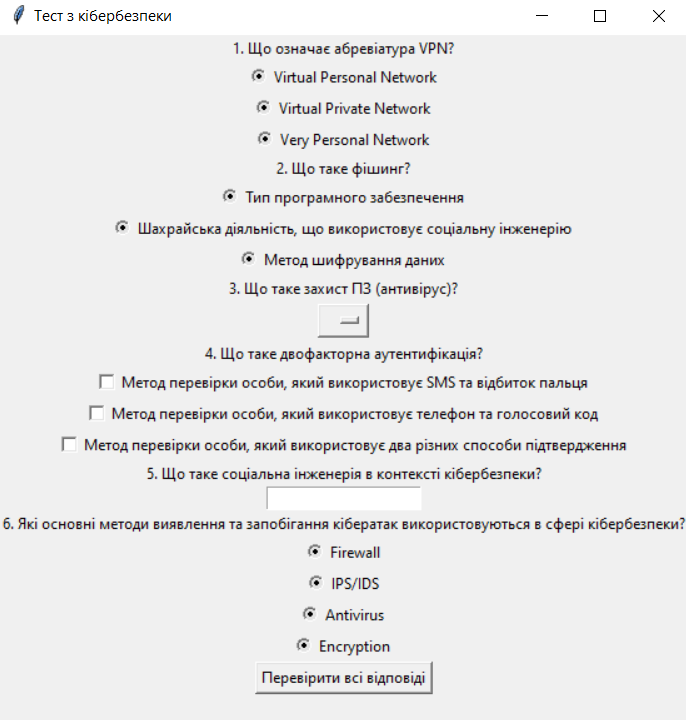 Тест з кібербезпеки
1. Що означає абревіатура VPN?
Virtual Personal Network
Virtual Private Network
Very Personal Network
2. Що таке фішинг?
Тип програмного забезпечення
Шахрайська діяльність, що використовує соціальну інженерію
Метод шифрування даних
3. Що таке захист ПЗ (антивірус)?
4. Що таке двофакторна аутентифікація?
Метод перевірки особи, який використовує SMS та відбиток пальця
Метод перевірки особи, який використовує телефон та голосовий код
Метод перевірки особи, який використовує два різних способи підтвердження
5. Що таке соціальна інженерія в контексті кібербезпеки?
6. Які основні методи виявлення та запобігання кібератак використовуються в сфері кібербезпеки?
Firewall
IPS/IDS
Antivirus
Encryption
Перевірити всі відповіді